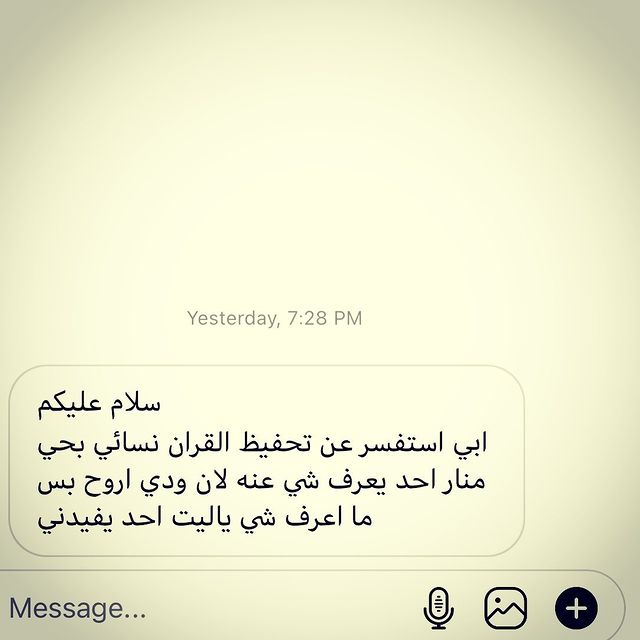 Yesterday, 7:28 PM
سلام عليكم
ابي استفسر عن تحفيظ القران نسائي بحي
منار احد يعرف شي عنه لان ودي اروح بس
ما اعرف شي ياليت احد يفيدني
Message...